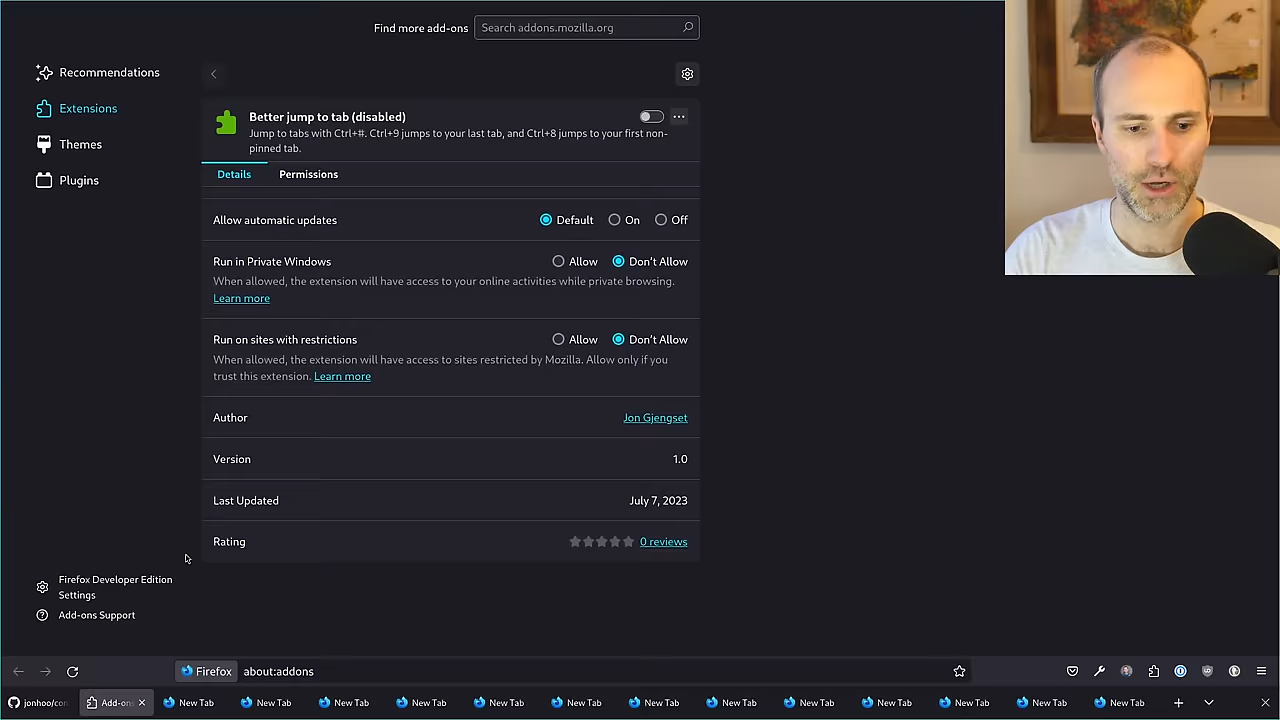 Find more add-ons
Search addons.mozilla.org
Recommendations
Extensions
Themes
Plugins
Better jump to tab (disabled)
Jump to tabs with Ctrl+#. Ctrl+9 jumps to your last tab, and Ctrl+8 jumps to your first non-
pinned tab.
Details Permissions
Allow automatic updates Default On Off
Run in Private Windows Allow Don't Allow
When allowed, the extension will have access to your online activities while private browsing.
Learn more
Run on sites with restrictions Allow Don't Allow
When allowed, the extension will have access to sites restricted by Mozilla. Allow only if you
trust this extension. Learn more
Author Jon Gjengset
Version 1.0
Last Updated July 7, 2023
Rating 0 reviews
Firefox Developer Edition
Settings
Add-ons Support
Firefox about:addons
jonhoo/con Add-ons New Tab New Tab New Tab New Tab New Tab New Tab New Tab New Tab New Tab New Tab New Tab New Tab New Tab